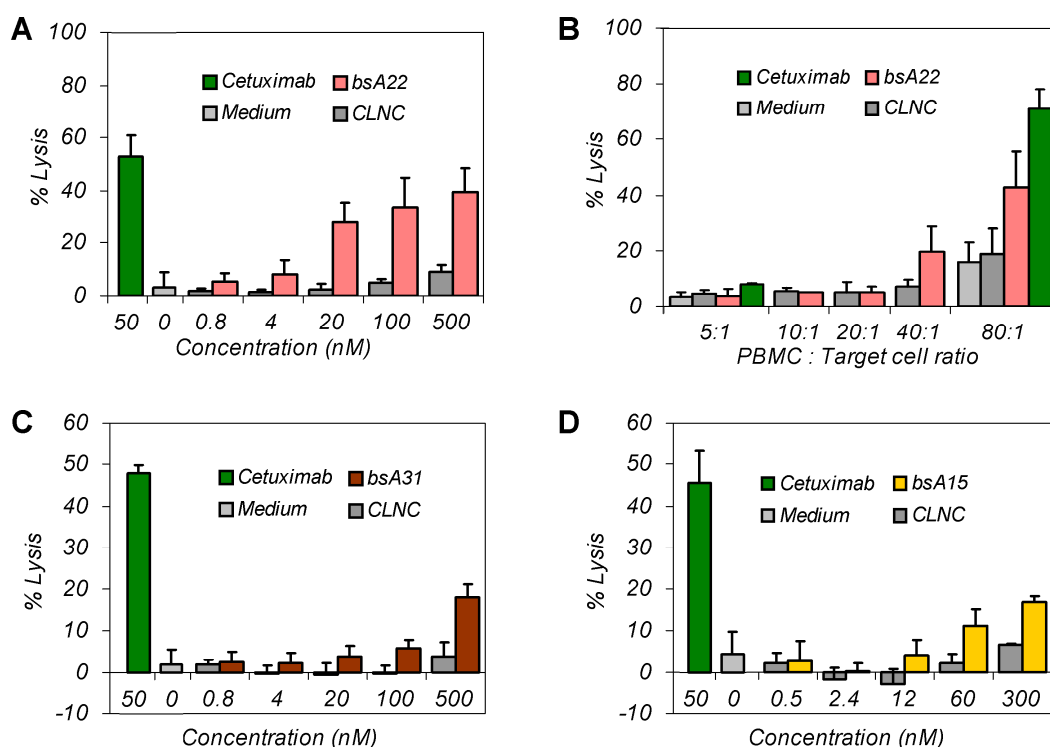 A
100
80
60
40
20
0
% Lysis
Cetuximab
bsA22
Medium
CLNC
50 0 0.8 4 20 100 500
Concentration (nM)
B
100
80
60
40
20
0
% Lysis
Cetuximab
bsA22
Medium
CLNC
5:1 10:1 20:1 40:1 80:1
PBMC : Target cell ratio
C
60
50
40
30
20
10
0
-10
% Lysis
Cetuximab
bsA31
Medium
CLNC
50 0 0.8 4 20 100 500
Concentration (nM)
D
60
50
40
30
20
10
0
-10
% Lysis
Cetuximab
bsA15
Medium
CLNC
50 0 0.5 2.4 12 60 300
Concentration (nM)